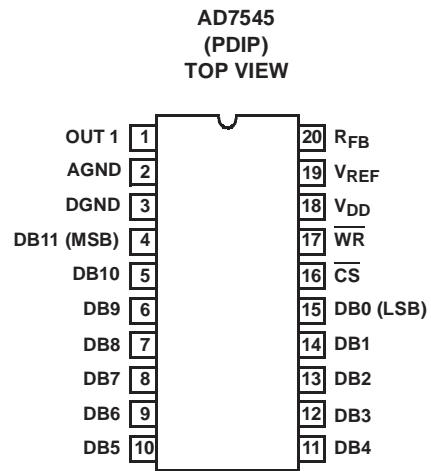 AD7545
(PDIP)
TOP VIEW
OUT 1 1 20 RFB
AGND 2 19 VREF
DGND 3 18 VDD
DB11 (MSB) 4 17 W̅R̅
DB10 5 16 C̅S̅
DB9 6 15 DB0 (LSB)
DB8 7 14 DB1
DB7 8 13 DB2
DB6 9 12 DB3
DB5 10 11 DB4